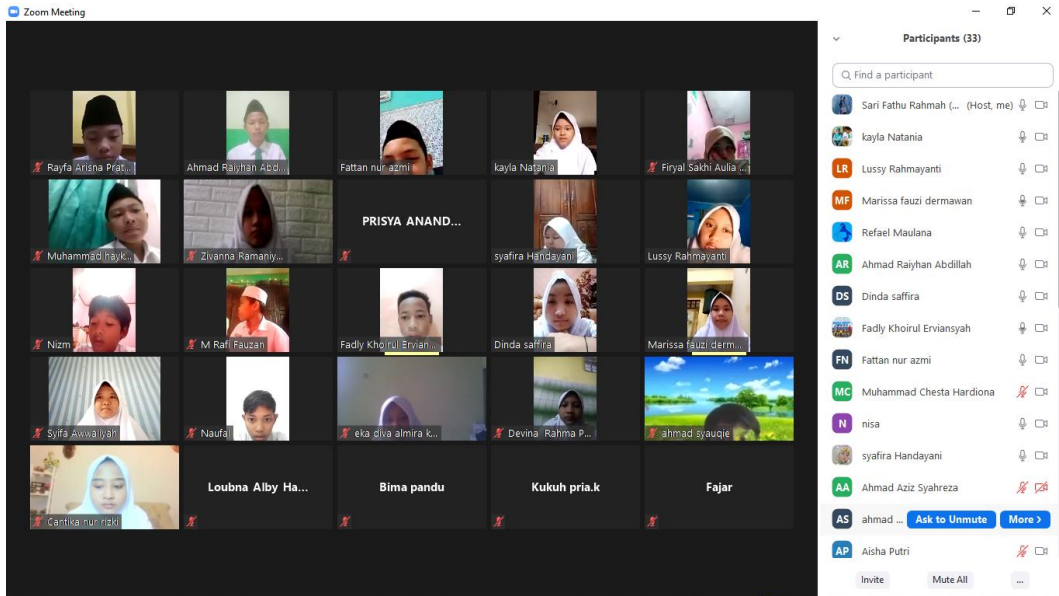 Zoom Meeting
Participants (33)
Find a participant
Rayfa Arisna Prat...
Ahmad Raiyhan Abd...
Fattan nur azmi
kayla Natania
Firyal Sakhi Aulia ...
Muhammad hayk...
Zivanna Ramaniy...
PRISYA ANAND...
syafira Handayani
Lussy Rahmayanti
Nizm
M Rafi Fauzan
Fadly Khoirul Ervian...
Dinda saffira
Marissa fauzi derm...
Syifa Awwaliyah
Naufal
eka diva almira k...
Devina Rahma P...
ahmad syauqie
Cantika nur rizki
Loubna Alby Ha...
Bima pandu
Kukuh pria.k
Fajar
Sari Fathu Rahmah (... (Host, me)
kayla Natania
LR Lussy Rahmayanti
MF Marissa fauzi dermawan
Refael Maulana
AR Ahmad Raiyhan Abdillah
DS Dinda saffira
Fadly Khoirul Erviansyah
FN Fattan nur azmi
MC Muhammad Chesta Hardiona
N nisa
syafira Handayani
AA Ahmad Aziz Syahreza
AS ahmad ... Ask to Unmute More >
AP Aisha Putri
Invite Mute All ...